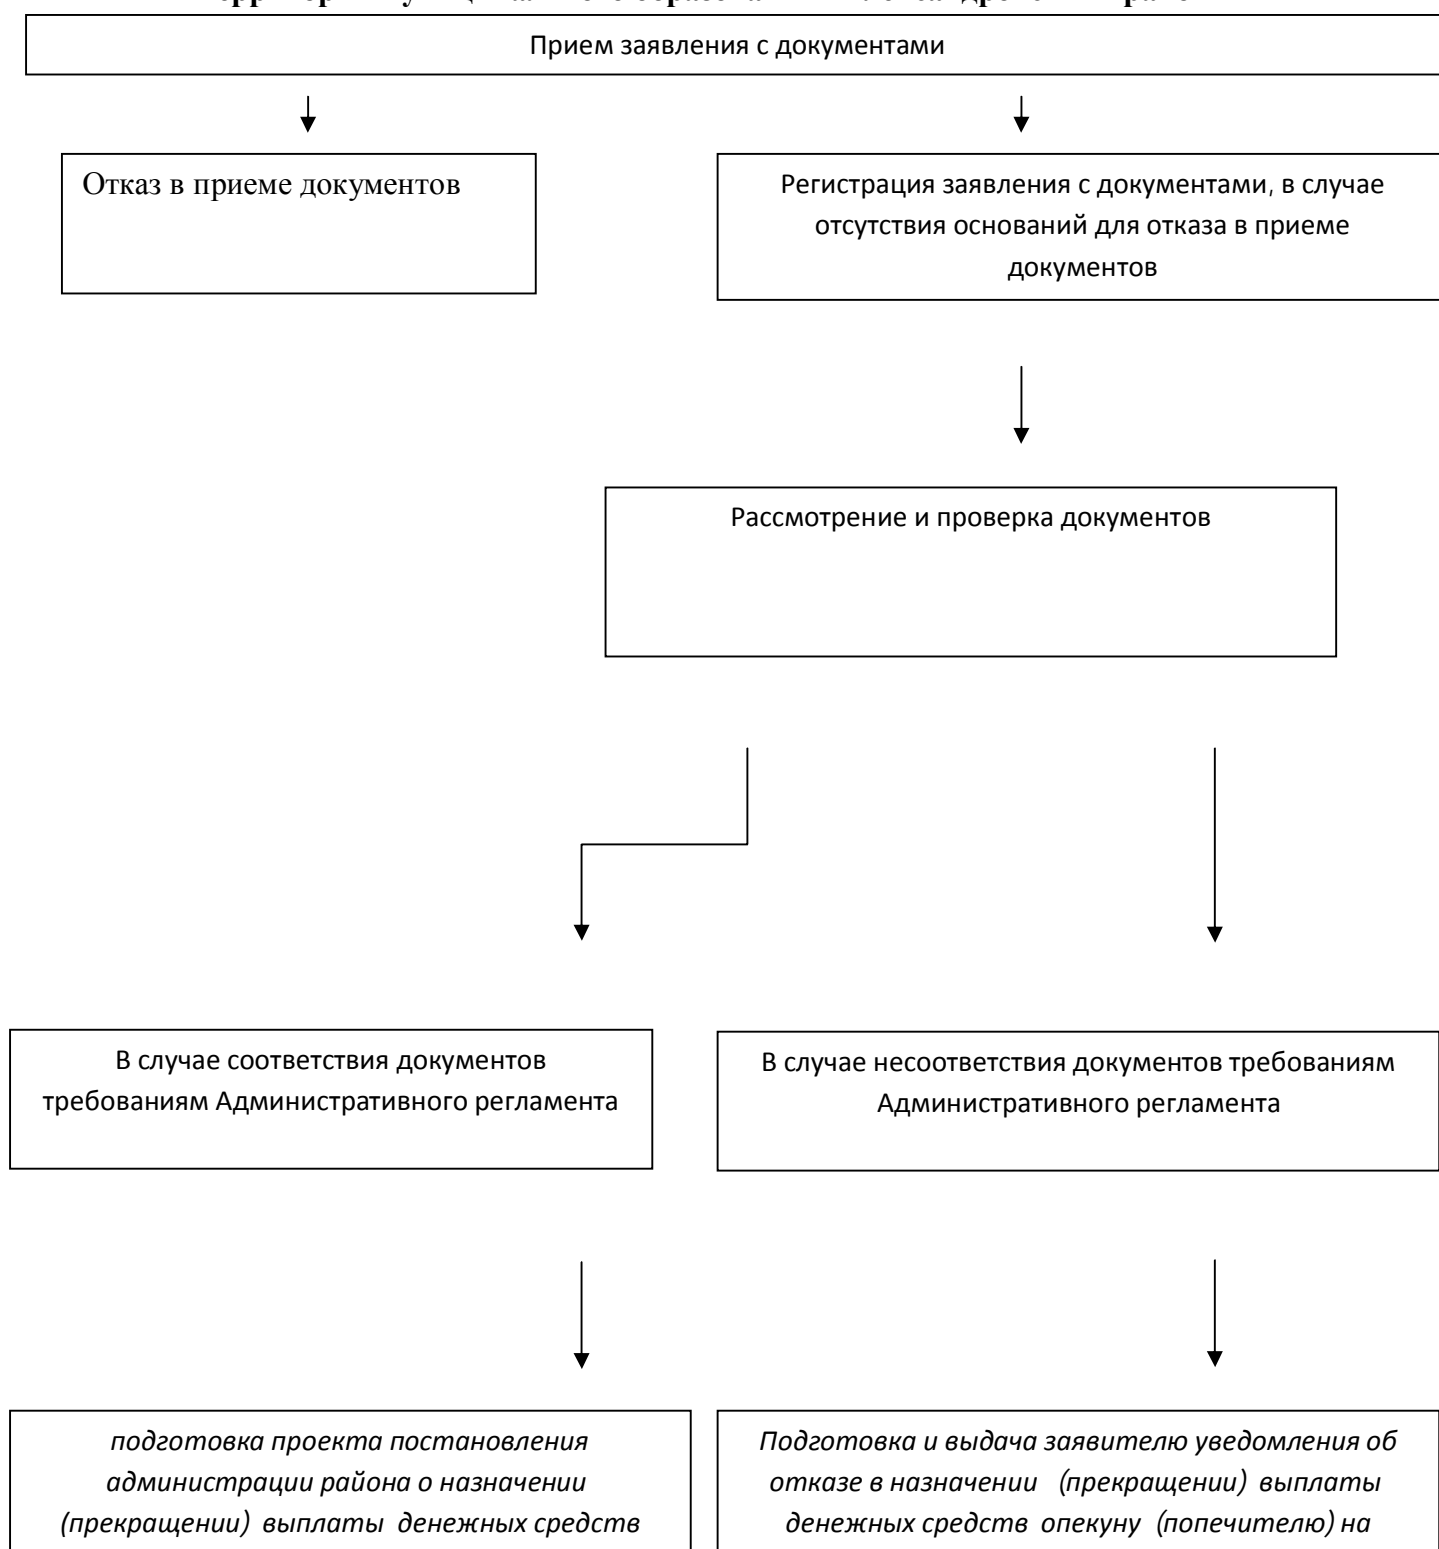 Прием заявления с документами
Отказ в приеме документов
Регистрация заявления с документами, в случае
отсутствия оснований для отказа в приеме
документов
Рассмотрение и проверка документов
В случае соответствия документов
требованиям Административного регламента
В случае несоответствия документов требованиям
Административного регламента
подготовка проекта постановления
администрации района о назначении
(прекращении) выплаты денежных средств
Подготовка и выдача заявителю уведомления об
отказе в назначении (прекращении) выплаты
денежных средств опекуну (попечителю) на